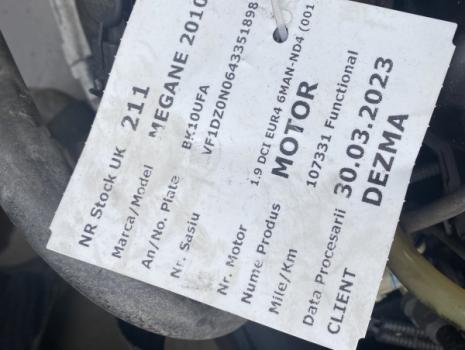 NR Stock UK 211
Marca/Model MEGANE 2010
An/No. Plate BK10UFA
Nr. Sasiu VF1DZ0N0643351898
Nr. Motor 1.9 DCI EUR4 6MAN-ND4 (001
Nume Produs MOTOR
Mile/Km 107331 Functional
Data Procesarii 30.03.2023
CLIENT DEZMA